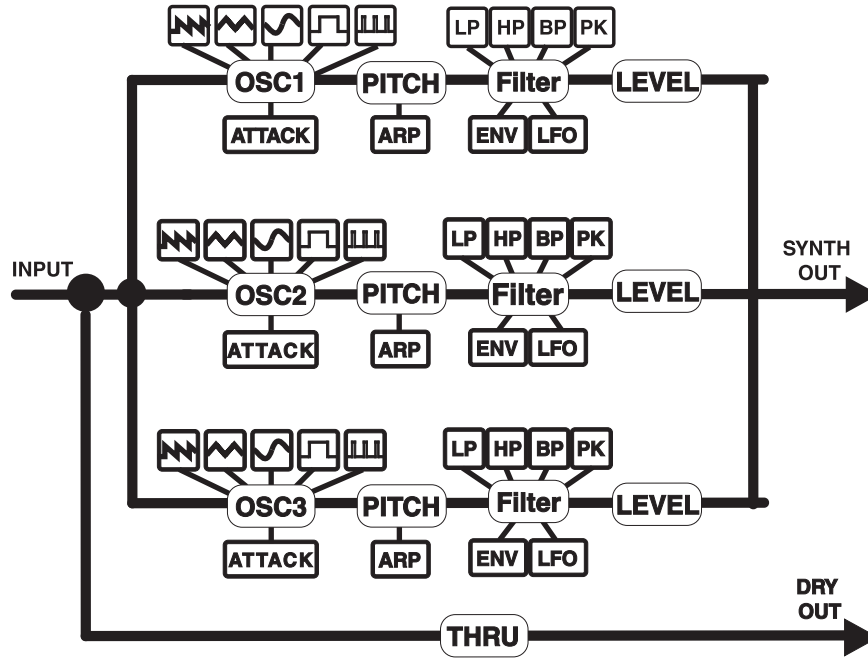 LP HP BP PK
OSC1 PITCH Filter LEVEL
ATTACK ARP ENV LFO
LP HP BP PK
INPUT
OSC2 PITCH Filter LEVEL
SYNTH
OUT
ATTACK ARP ENV LFO
LP HP BP PK
OSC3 PITCH Filter LEVEL
ATTACK ARP ENV LFO
DRY
OUT
THRU